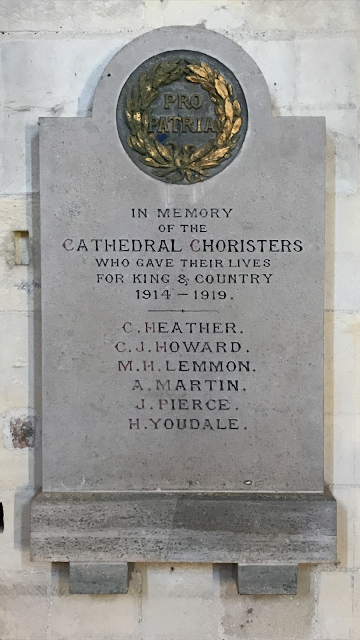 PRO
PATRIA
IN MEMORY
OF THE
CATHEDRAL CHORISTERS
WHO GAVE THEIR LIVES
FOR KING & COUNTRY
1914-1919.
C. HEATHER.
C. J. HOWARD.
M. H. LEMMON.
A. MARTIN.
J. PIERCE.
H. YOUDALE.